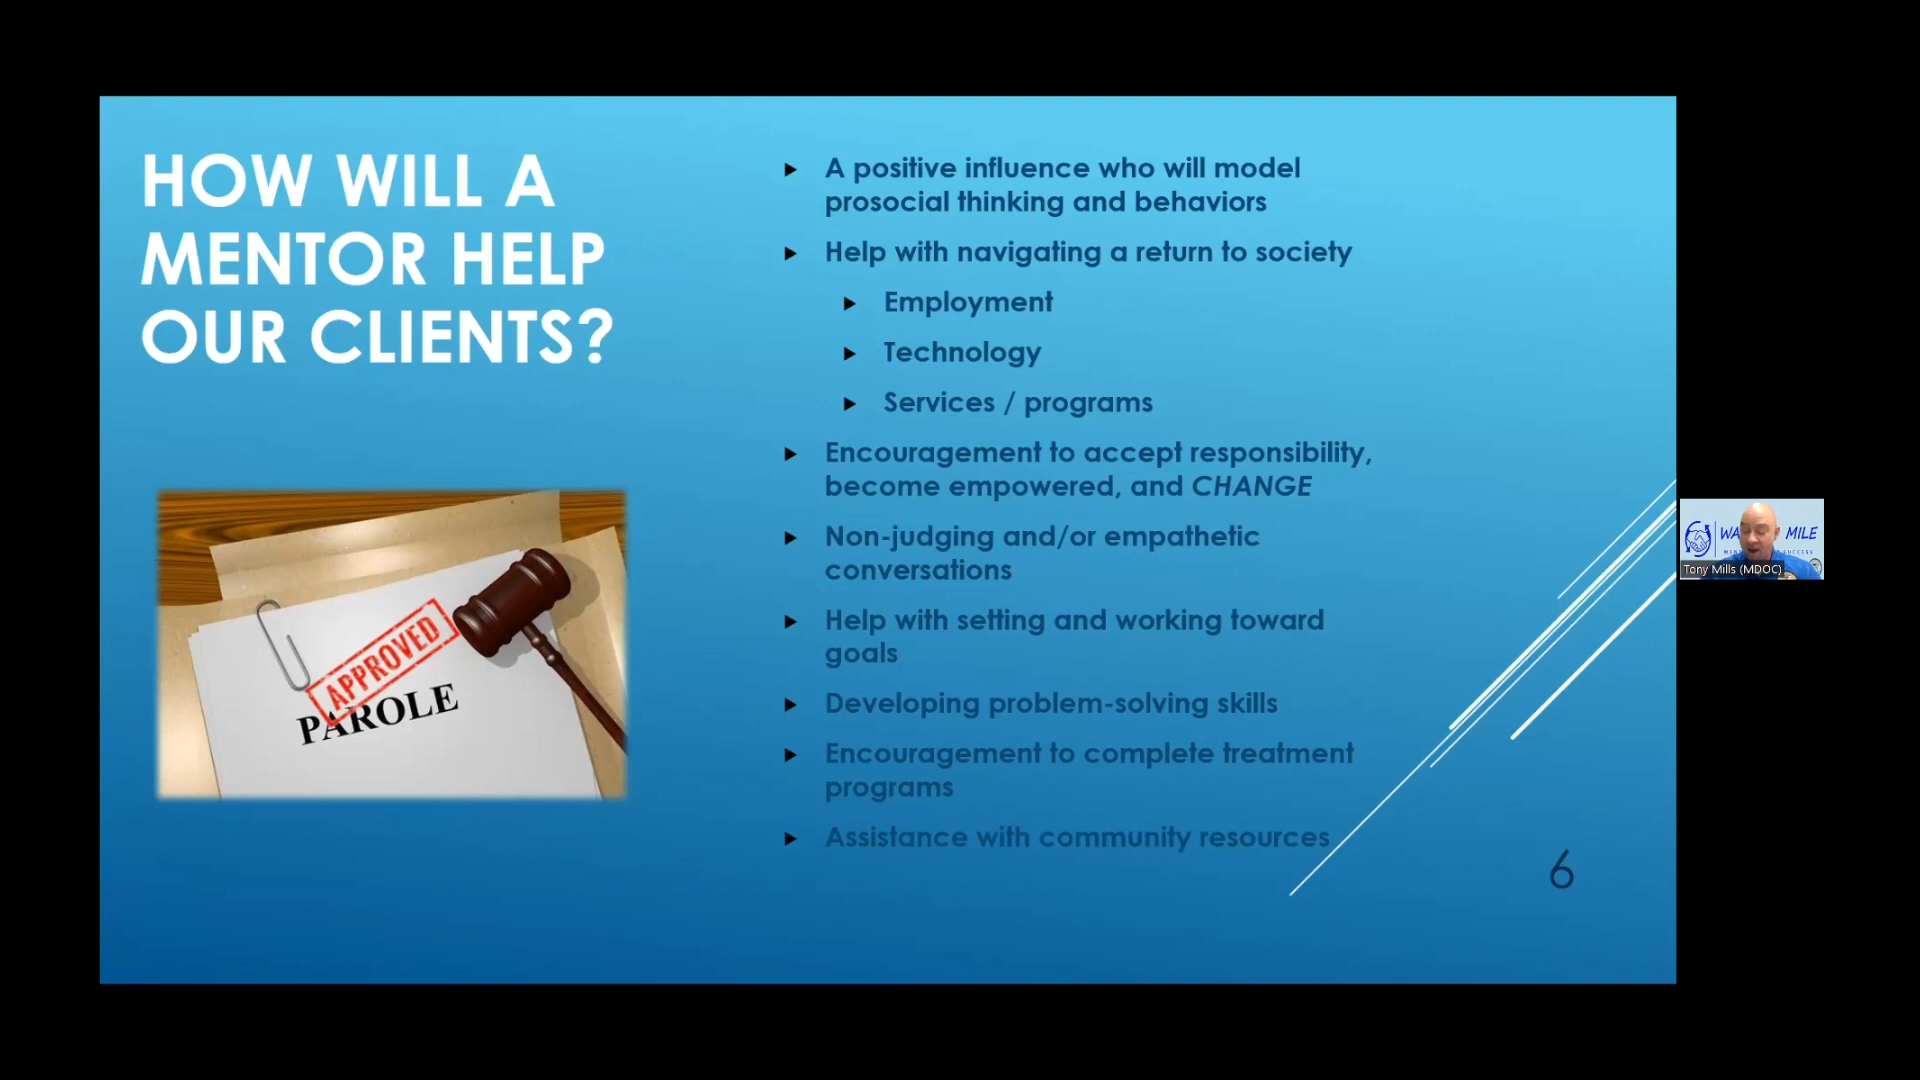 HOW WILL A
MENTOR HELP
OUR CLIENTS?
A positive influence who will model
prosocial thinking and behaviors
Help with navigating a return to society
Employment
Technology
Services / programs
Encouragement to accept responsibility,
become empowered, and CHANGE
Non-judging and/or empathetic
conversations
Help with setting and working toward
goals
Developing problem-solving skills
Encouragement to complete treatment
programs
Assistance with community resources
APPROVED
PAROLE
6
MILE
Tony Mills (MDOC)